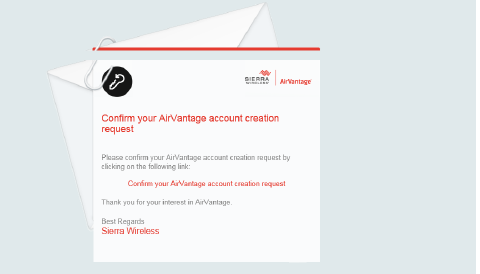 SIERRA
WIRELESS
AirVantage
Confirm your AirVantage account creation
request
Please confirm your AirVantage account creation request by
clicking on the following link:
Confirm your AirVantage account creation request
Thank you for your interest in AirVantage.
Best Regards
Sierra Wireless